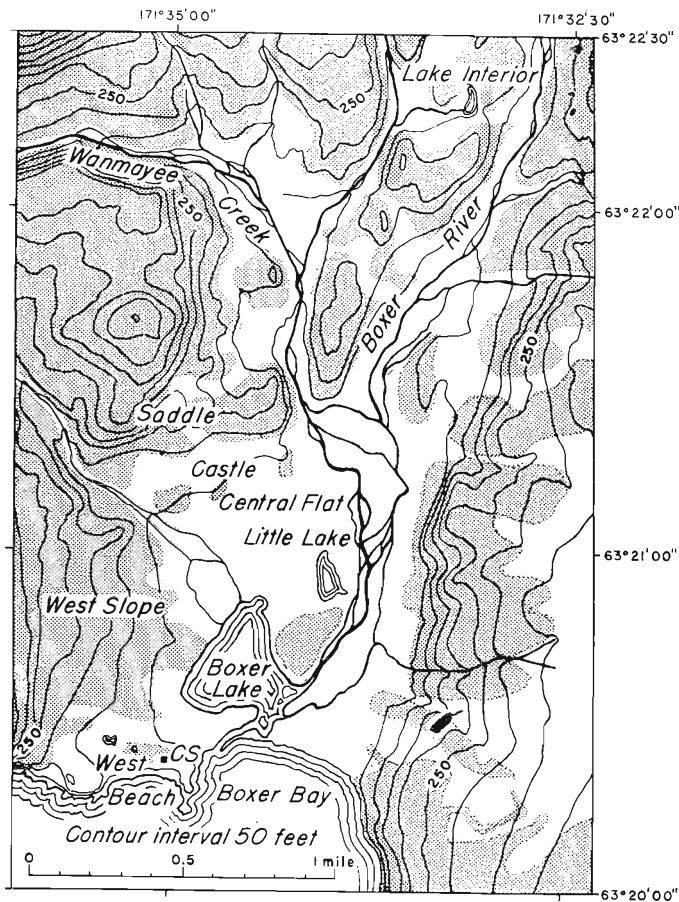 171°35'00"
171°32'30"
63°22'30"
Lake Interior
250
250
Wanmayee
Creek
250
River
63°22'00"
Boxer
250
Saddle
Castle
Central Flat
Little Lake
63°21'00"
West Slope
Boxer
Lake
250
West
CS
Beach
Boxer Bay
250
Contour interval 50 feet
0 0.5 1 mile
63°20'00"